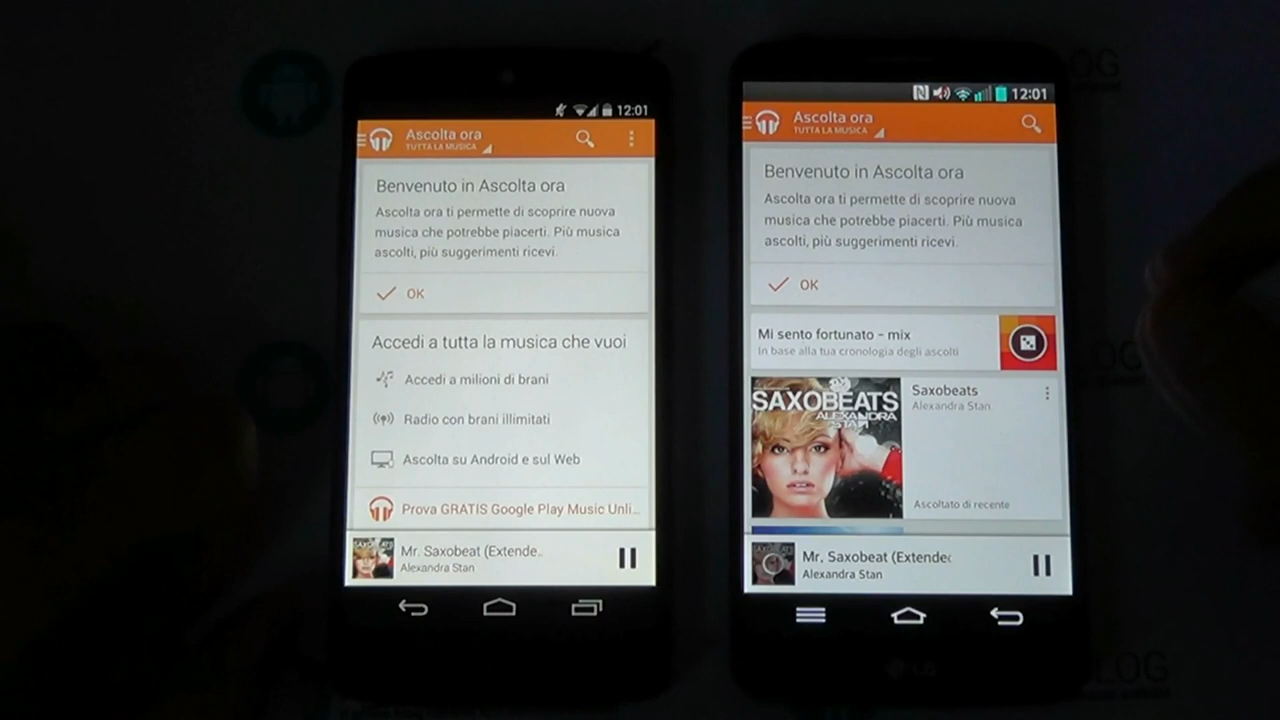 12:01
Ascolta ora
TUTTA LA MUSICA
Benvenuto in Ascolta ora
Ascolta ora ti permette di scoprire nuova
musica che potrebbe piacerti. Più musica
ascolti, più suggerimenti ricevi.
OK
Accedi a tutta la musica che vuoi
Accedi a milioni di brani
Radio con brani illimitati
Ascolta su Android e sul Web
Prova GRATIS Google Play Music Unli...
Mr. Saxobeat (Extende..
Alexandra Stan
12:01
Ascolta ora
TUTTA LA MUSICA
Benvenuto in Ascolta ora
Ascolta ora ti permette di scoprire nuova
musica che potrebbe piacerti. Più musica
ascolti, più suggerimenti ricevi.
OK
Mi sento fortunato - mix
In base alla tua cronologia degli ascolti
SAXOBEATS
ALEXANDRA
STAN
Saxobeats
Alexandra Stan
Ascoltato di recente
Mr. Saxobeat (Extended
Alexandra Stan
LG
OG
LOG
LOG